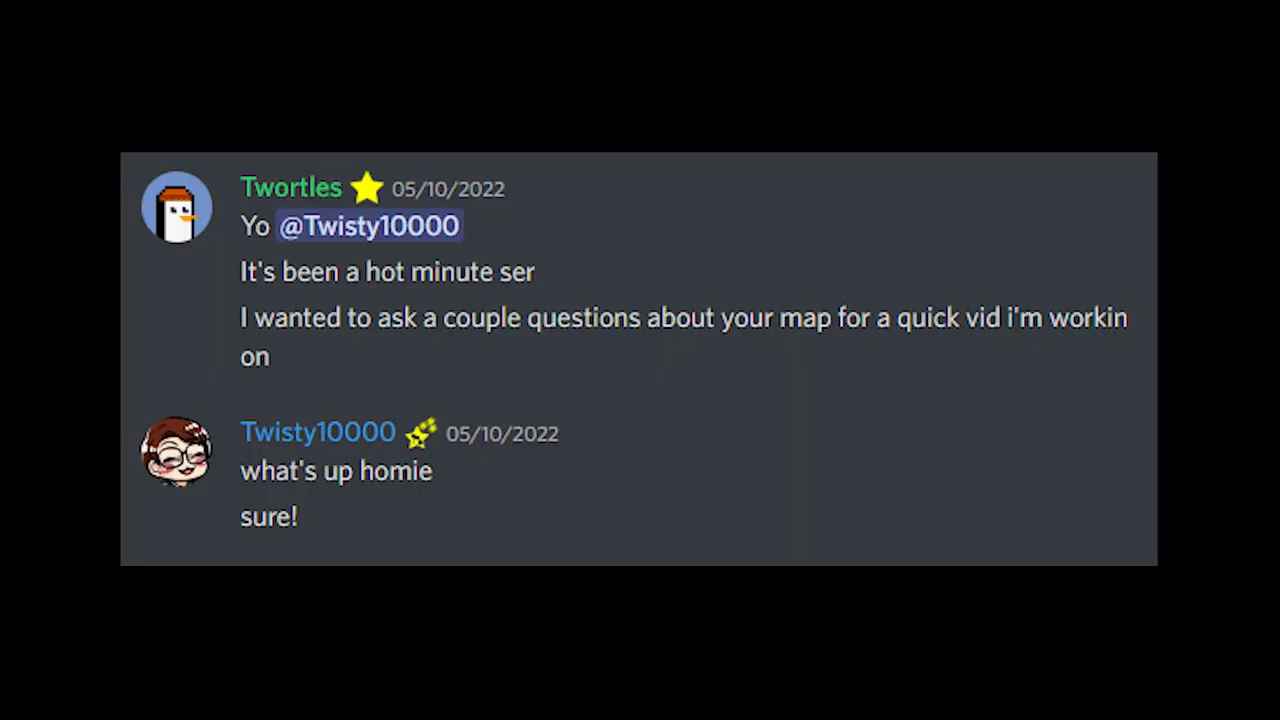 Twortles 05/10/2022
Yo @Twisty10000
It's been a hot minute ser
I wanted to ask a couple questions about your map for a quick vid i'm workin
on
Twisty10000 05/10/2022
what's up homie
sure!